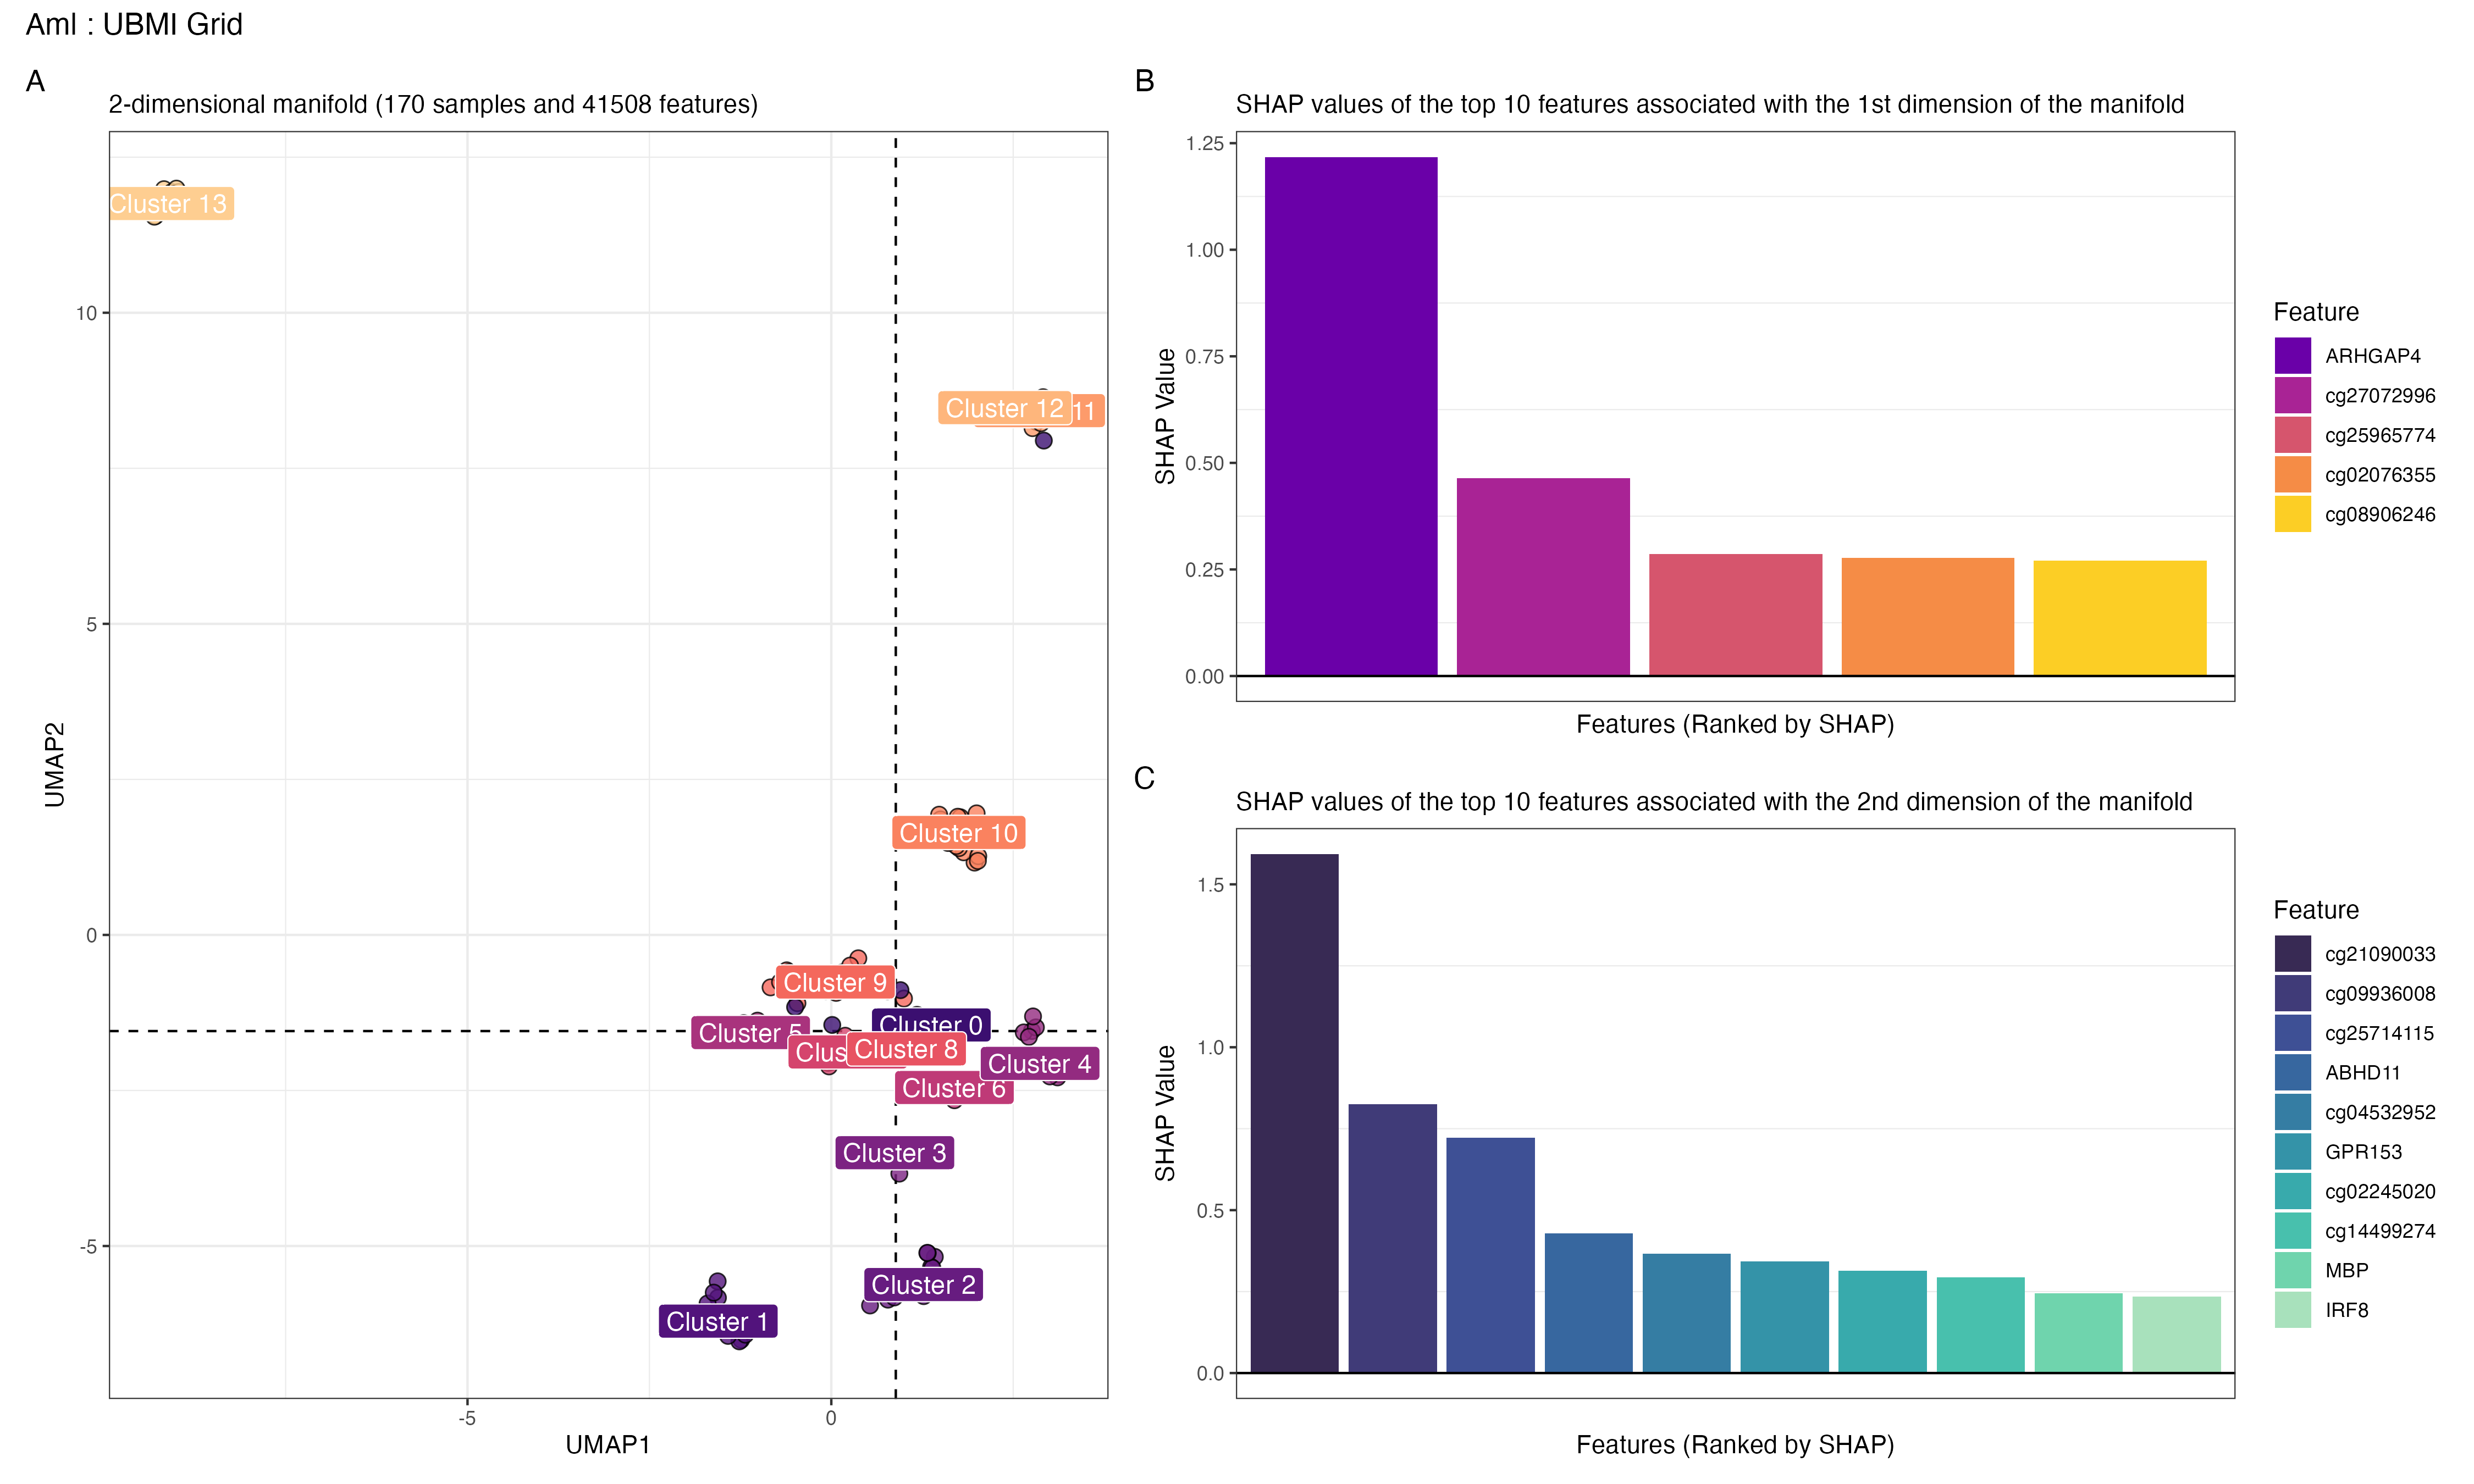 Aml : UBMI Grid
A
2-dimensional manifold (170 samples and 41508 features)
10
5
0
-5
UMAP2
-5
0
UMAP1
Cluster 13
Cluster 12
11
Cluster 10
Cluster 9
Cluster 0
Cluster 5
Clus
Cluster 8
Cluster 4
Cluster 6
Cluster 3
Cluster 2
Cluster 1
B
SHAP values of the top 10 features associated with the 1st dimension of the manifold
1.25
1.00
0.75
0.50
0.25
0.00
SHAP Value
Features (Ranked by SHAP)
Feature
ARHGAP4
cg27072996
cg25965774
cg02076355
cg08906246
C
SHAP values of the top 10 features associated with the 2nd dimension of the manifold
1.5
1.0
0.5
0.0
SHAP Value
Features (Ranked by SHAP)
Feature
cg21090033
cg09936008
cg25714115
ABHD11
cg04532952
GPR153
cg02245020
cg14499274
MBP
IRF8